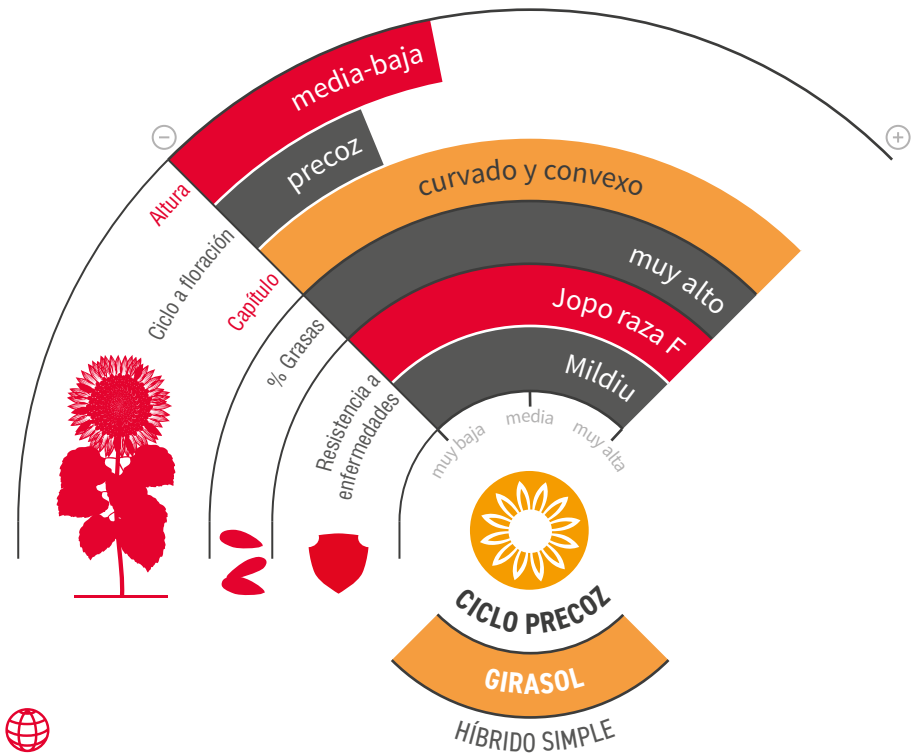 media-baja
precoz
curvado y convexo
muy alto
Jopo raza F
Mildiu
Altura
Ciclo a floración
Capítulo
% Grasas
Resistencia a
enfermedades
muy baja
media
muy alta
CICLO PRECOZ
GIRASOL
HÍBRIDO SIMPLE